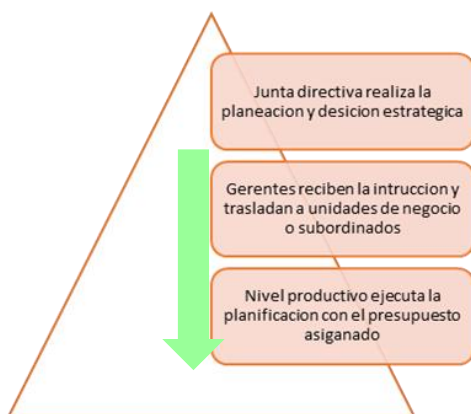 Junta directiva realiza la
planeacion y desicion estrategica
Gerentes reciben la intruccion y
trasladan a unidades de negocio
o subordinados
Nivel productivo ejecuta la
planificacion con el presupuesto
asiganado